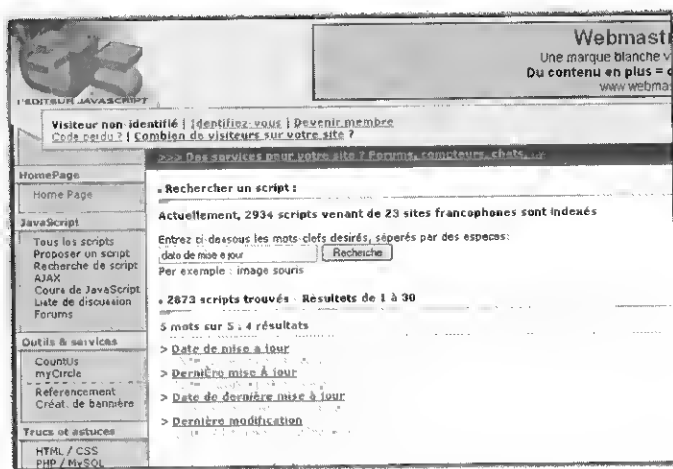 L'EDITEUR JAVASCRIPT
Webmastr
Une marque blanche v
Du contenu en plus = c
www.webmas
Visiteur non-identifié | Identifiez-vous | Devenir membre
Code perdu ? | Combien de visiteurs sur votre site ?
>>> Des services pour votre site ? Forums, compteurs, chats, ...
HomePage
Home Page
JavaScript
Tous les scripts
Proposer un script
Recherche de script
AJAX
Cours de JavaScript
Liste de discussion
Forums
Outils & services
CountUs
myCircle
Referencement
Créat. de bannière
Trucs et astuces
HTML / CSS
PHP / MySQL
Rechercher un script :
Actuellement, 2934 scripts venant de 23 sites francophones sont indexés
Entrez ci-dessous les mots-clefs desirés, séperés par des espaces:
date de mise a jour
Recherche
Par exemple : image souris
2873 scripts trouvés - Résultets de 1 à 30
5 mots sur 5 : 4 résultats
> Date de mise a jour
> Dernière mise À jour
> Date de dernière mise à jour
> Dernière modification